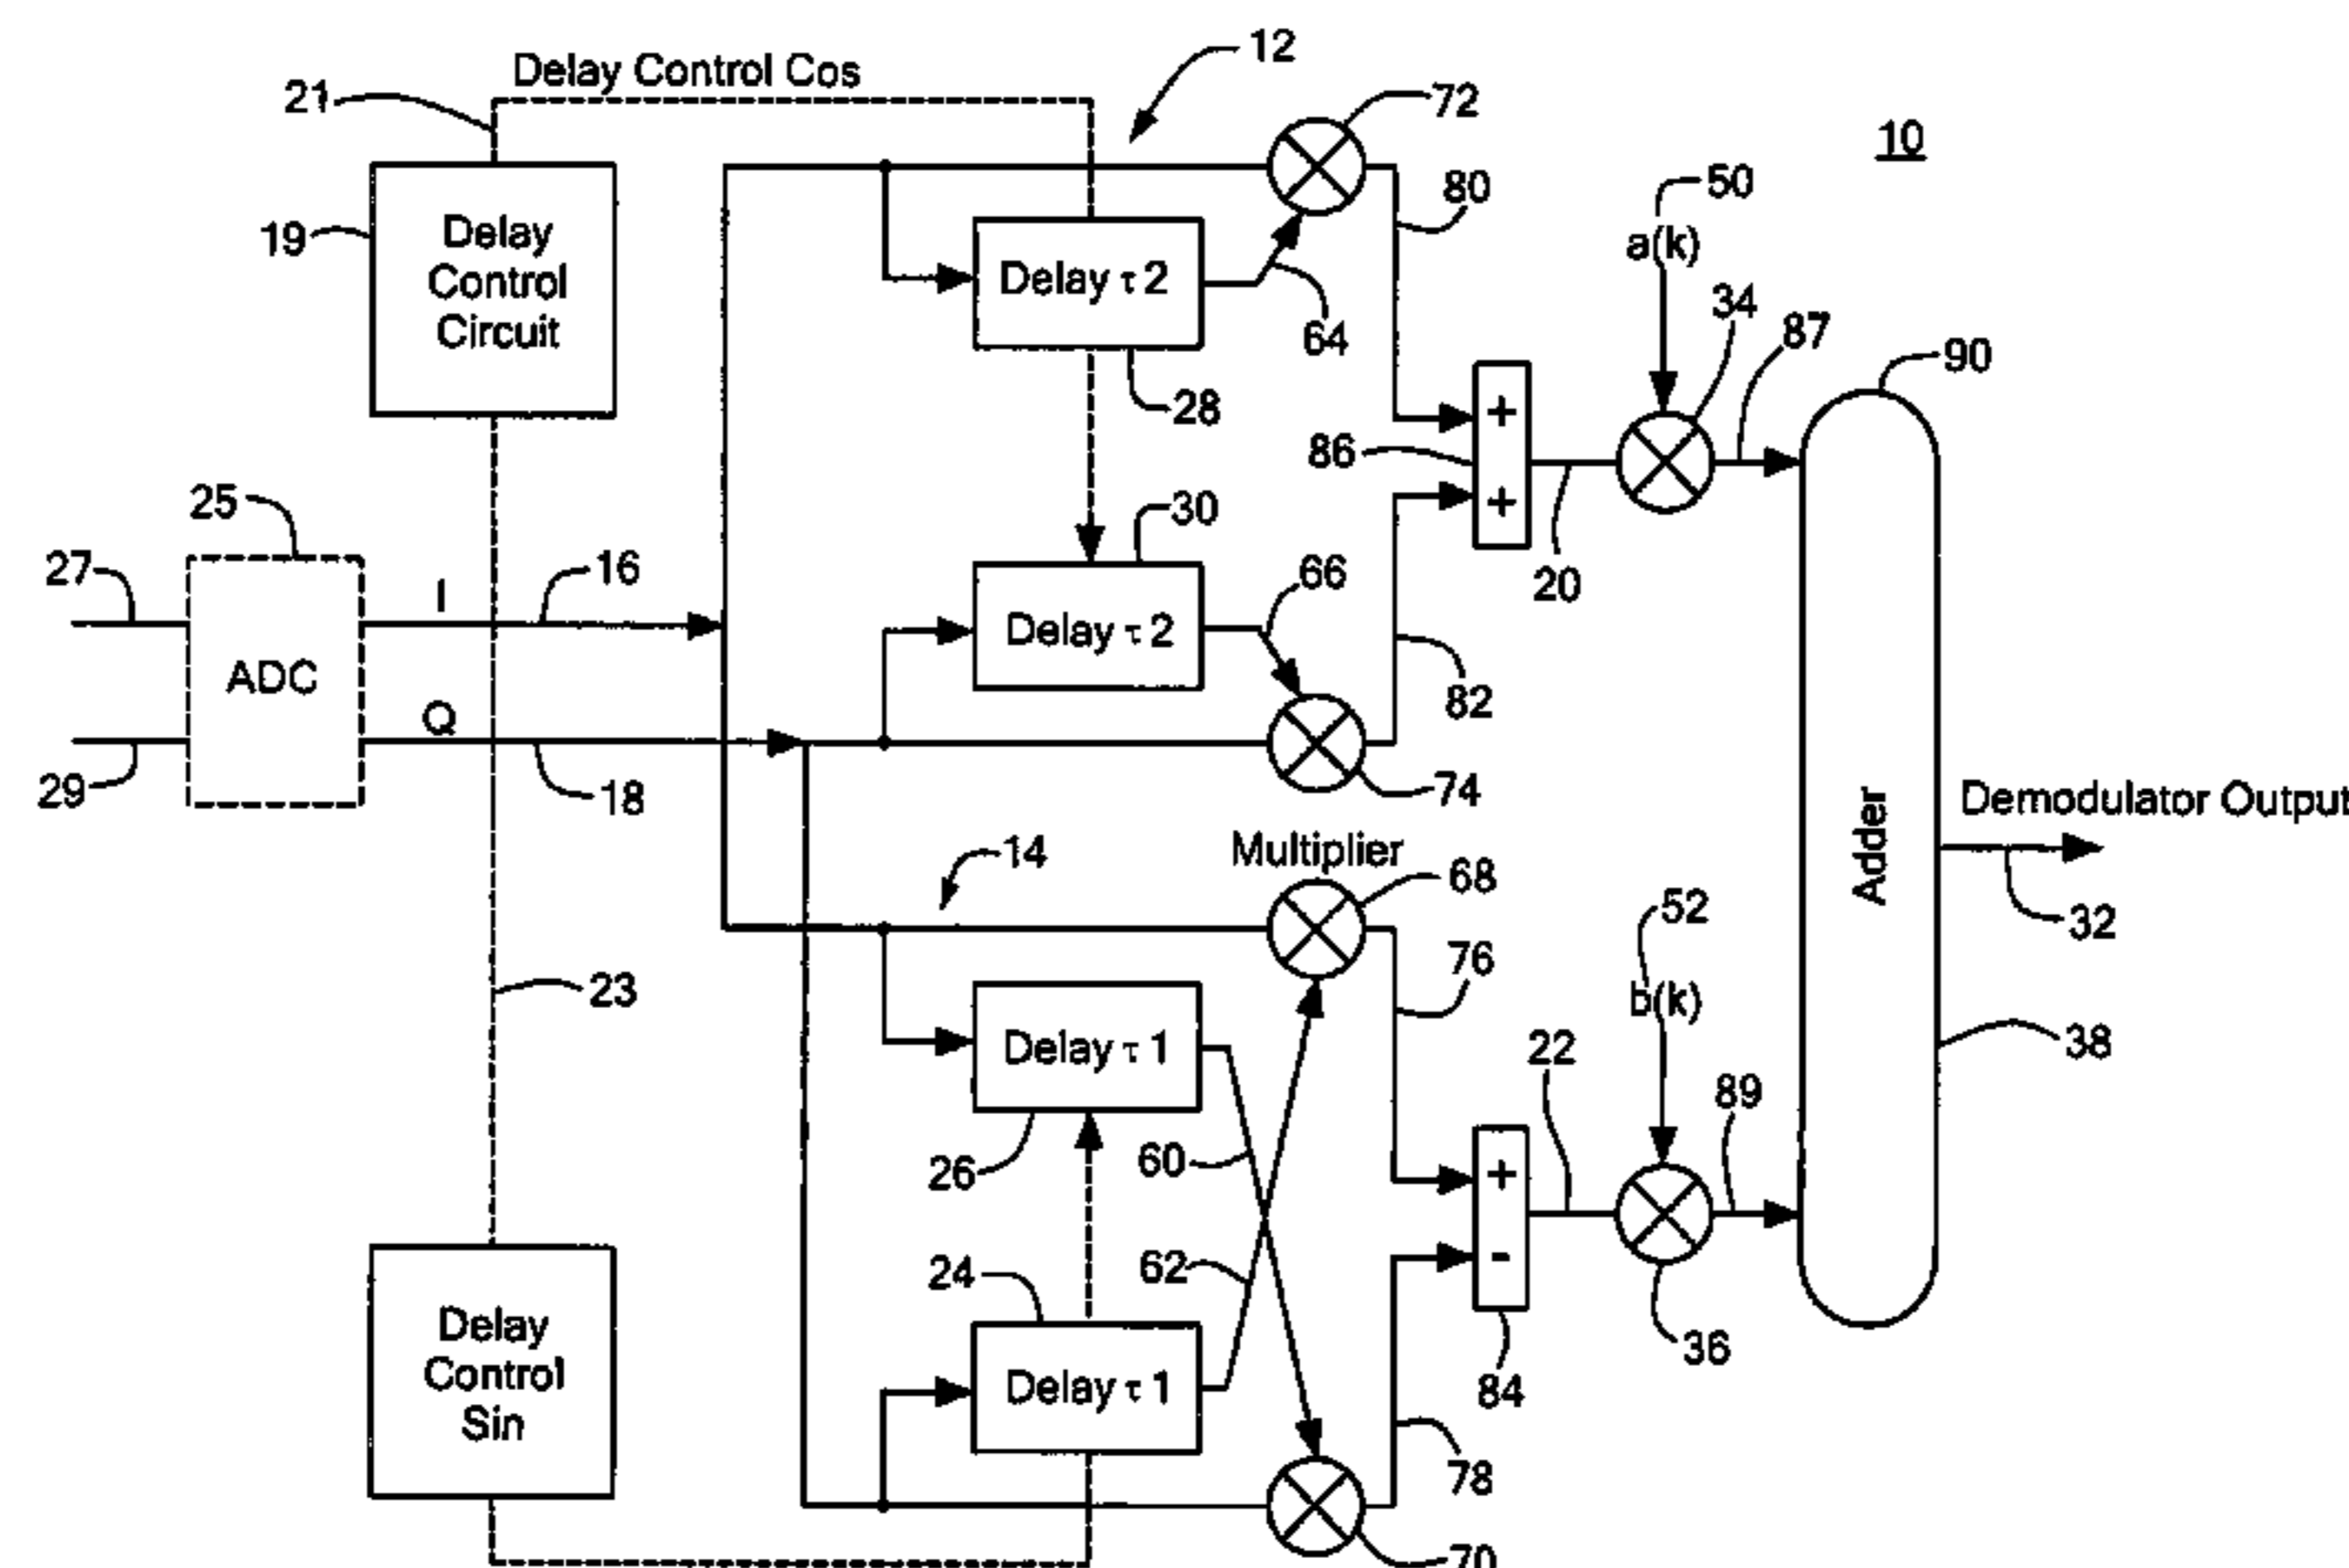 Delay Control Cos
12
21
72
10
80
50
19
Delay
Control
Circuit
a(k)
Delay τ 2
34
64
87
90
28
86
+
+
25
30
27
I
16
66
20
Delay τ 2
ADC
Q
82
29
18
74
Demodulator Output
Adder
14
Multiplier
68
52
32
76
23
b(k)
Delay τ 1
22
38
89
26
60
+
24
62
-
Delay
Control
Sin
36
Delay τ 1
84
78
70